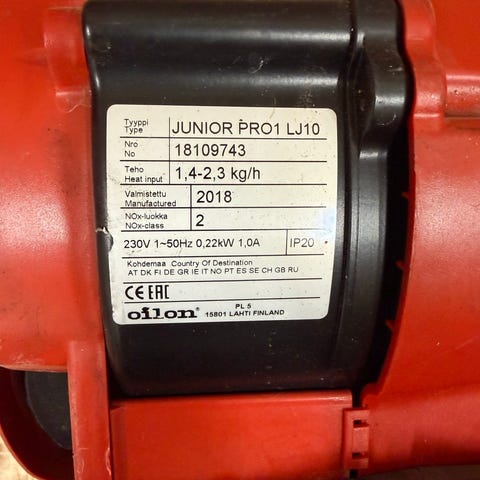 Tyyppi
Type JUNIOR PRO1 LJ10
Nro
No 18109743
Teho
Heat input 1,4-2,3 kg/h
Valmistettu
Manufactured 2018
NOx-luokka
NOx-class 2
230V 1~50Hz 0,22kW 1,0A IP20
Kohdemaa Country Of Destination
AT DK FI DE GR IE IT NO PT ES SE CH GB RU
CE EAC
oilon® PL 5
15801 LAHTI FINLAND